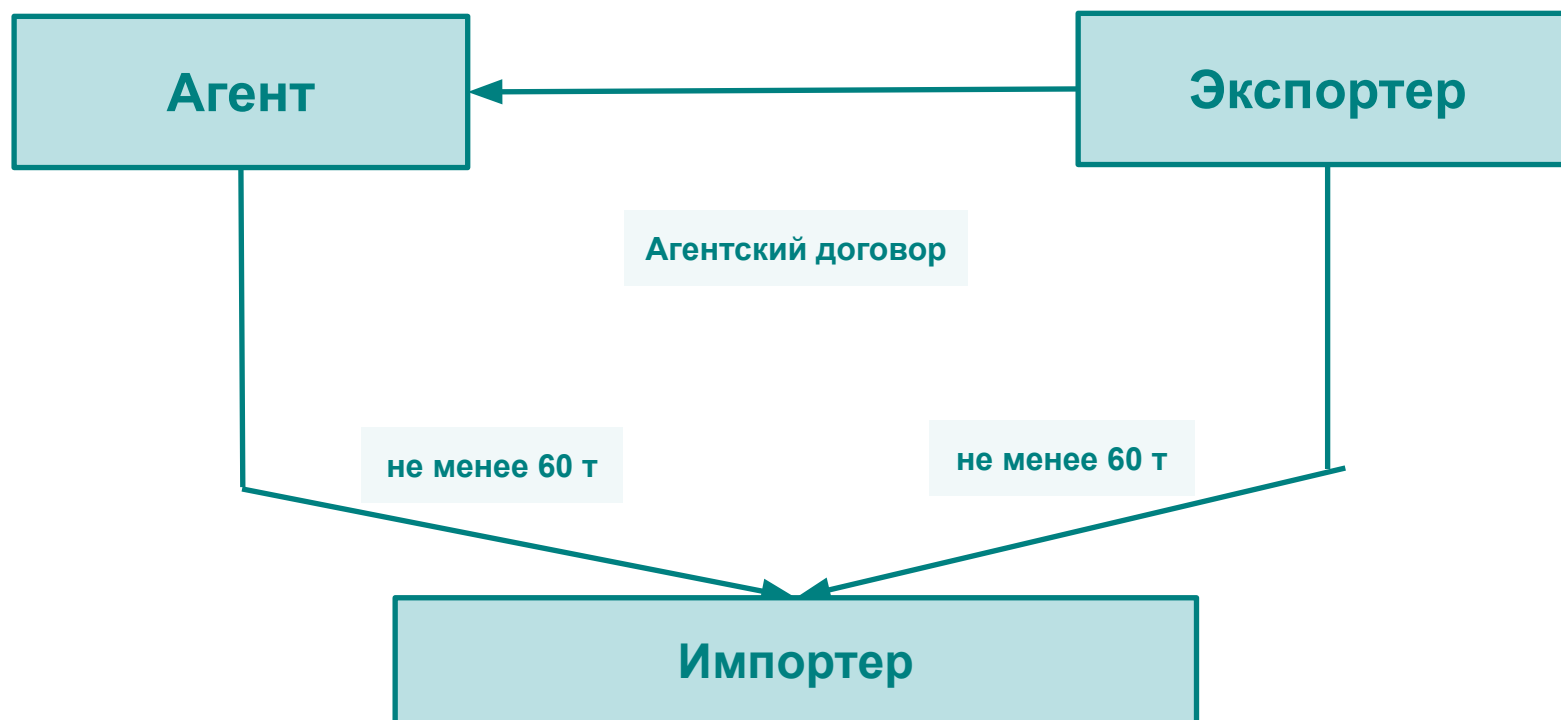 Агент
Экспортер
Агентский договор
не менее 60 т
не менее 60 т
Импортер